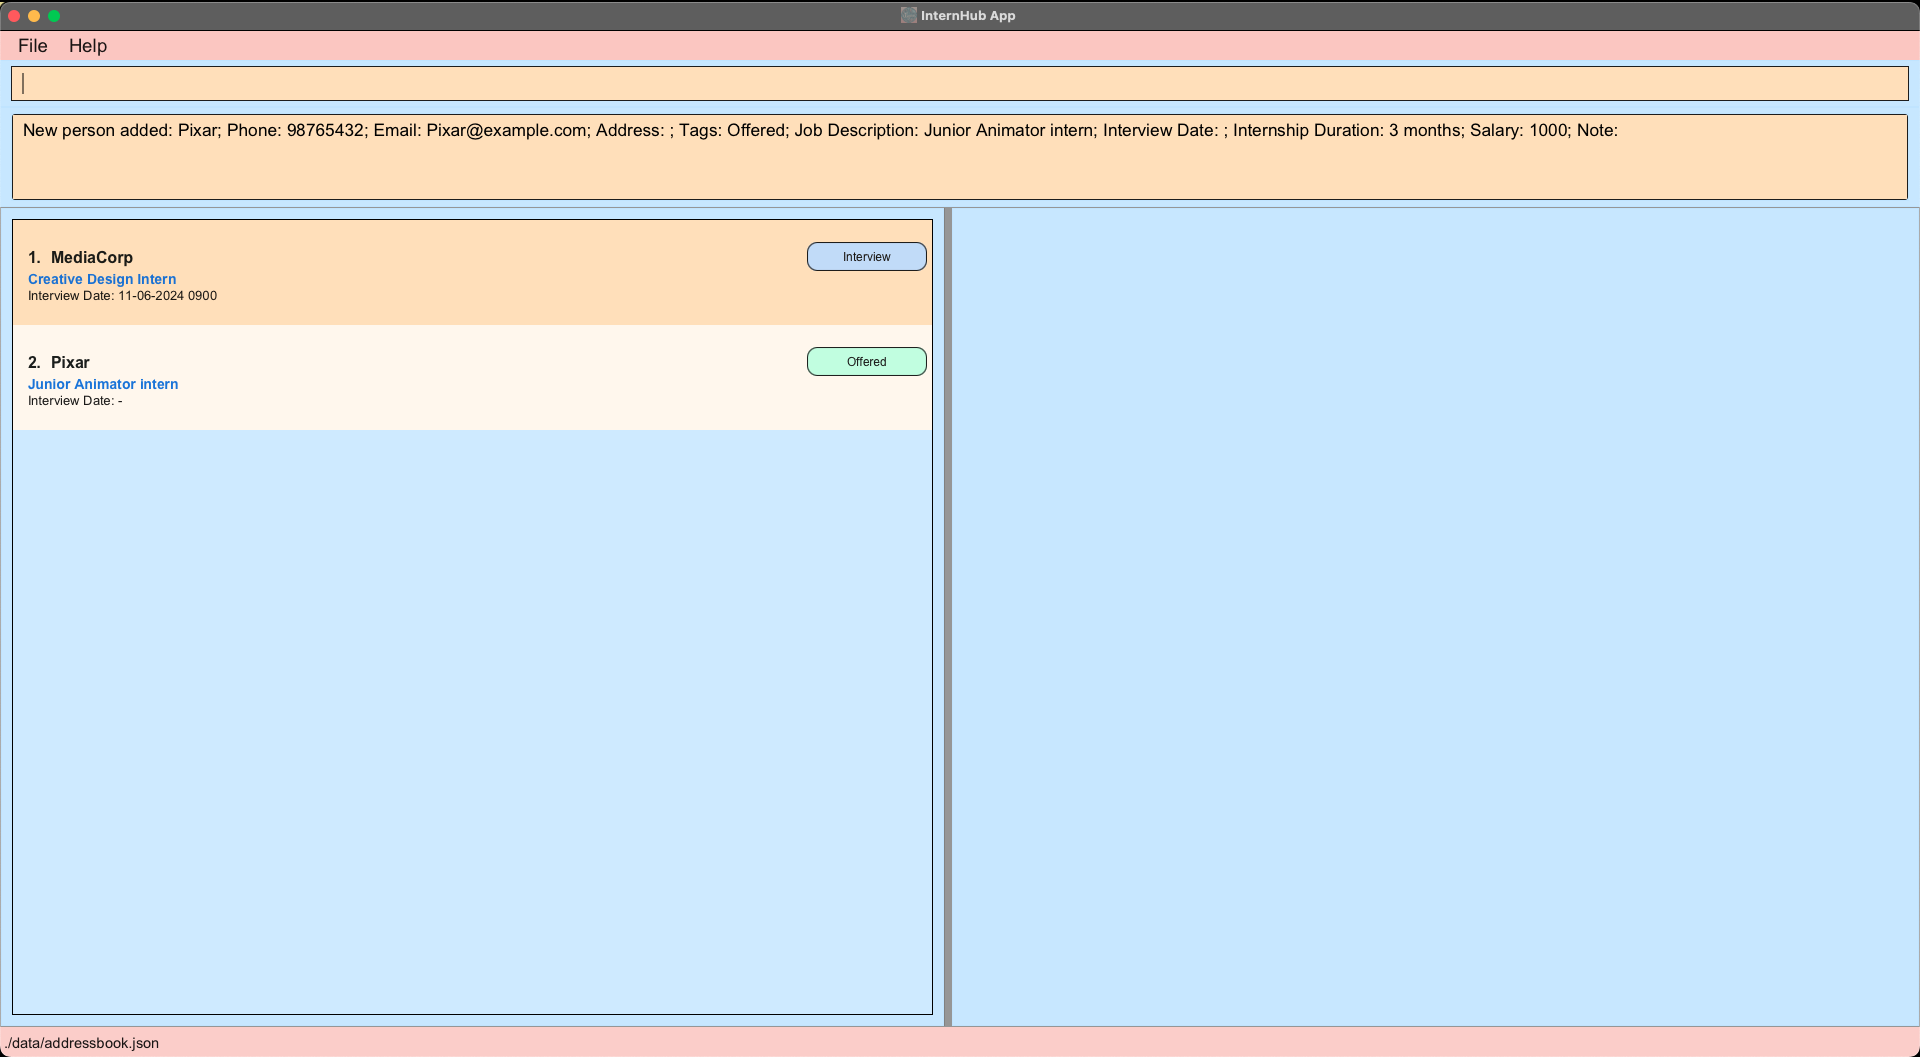 InternHub App
File Help
New person added: Pixar; Phone: 98765432; Email: Pixar@example.com; Address: ; Tags: Offered; Job Description: Junior Animator intern; Interview Date: ; Internship Duration: 3 months; Salary: 1000; Note:
1. MediaCorp
Interview
Creative Design Intern
Interview Date: 11-06-2024 0900
2. Pixar
Offered
Junior Animator intern
Interview Date: -
./data/addressbook.json